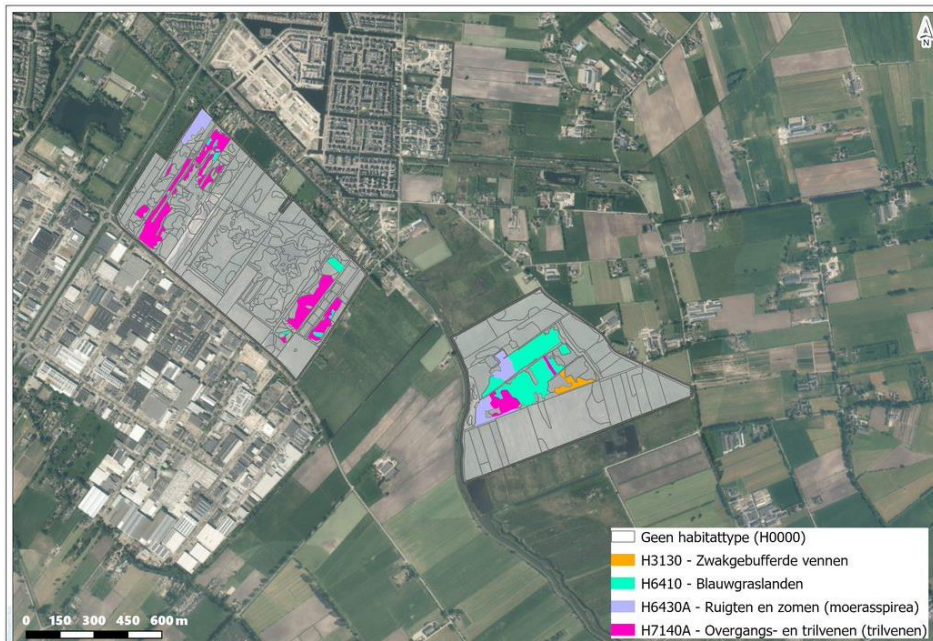 N
Geen habitattype (H0000)
H3130 - Zwakgebufferde vennen
H6410 - Blauwgraslanden
H6430A - Ruigten en zomen (moerasspirea)
H7140A - Overgangs- en trilvenen (trilvenen)
0 150 300 450 600 m